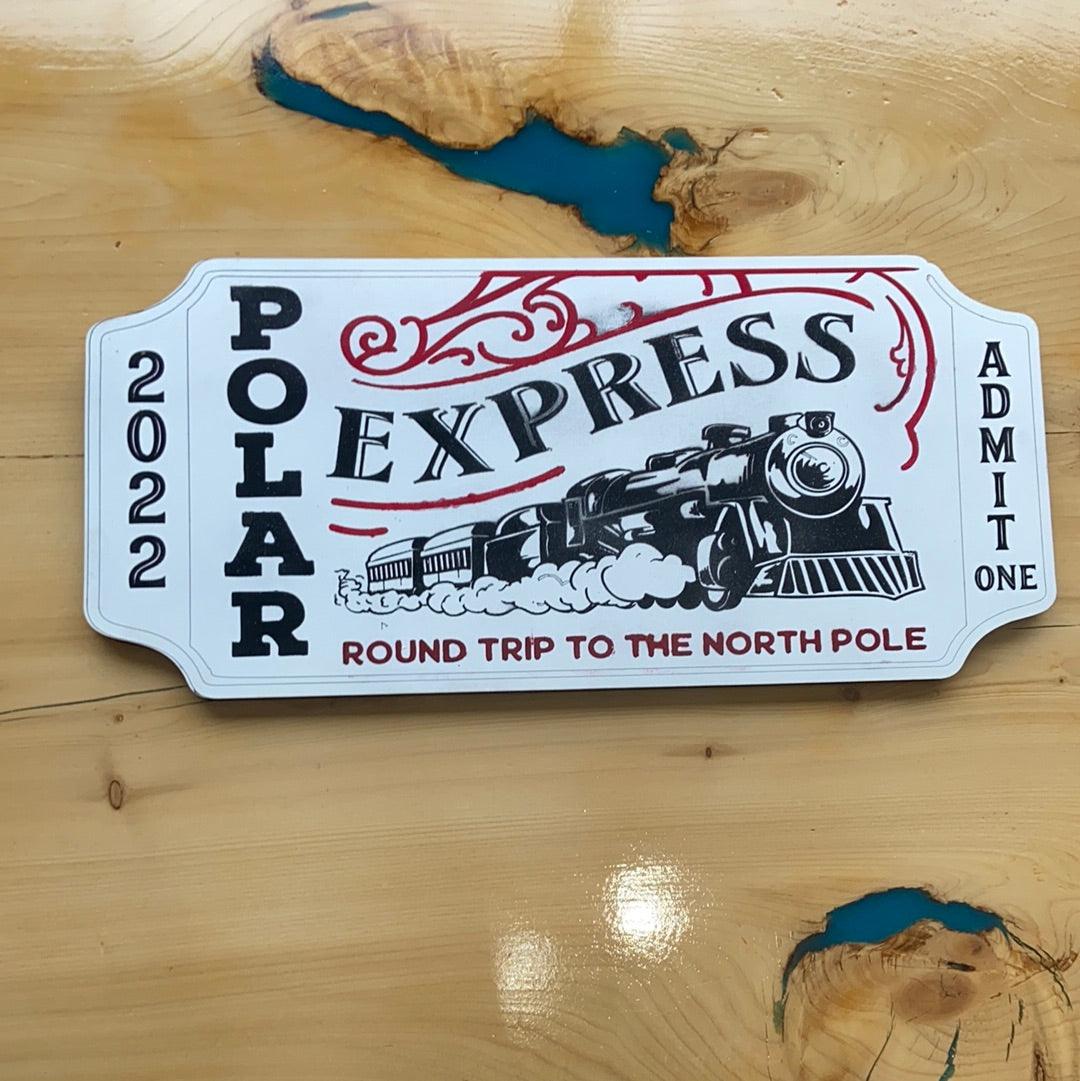 2022
POLAR
EXPRESS
ROUND TRIP TO THE NORTH POLE
ADMIT
ONE